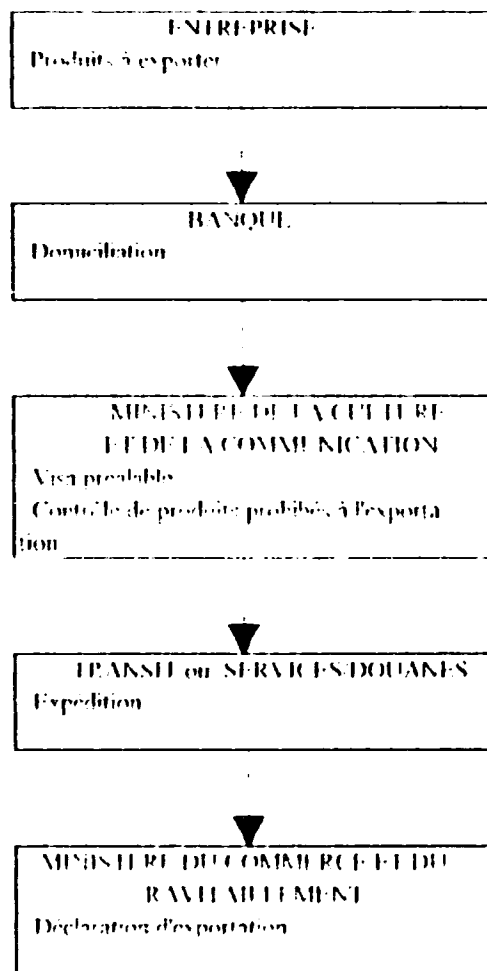 ENTREPRISE
Produits à exporter
BANQUE
Domiciliation
MINISTERE DE LA CULTURE
ET DE LA COMMUNICATION
Visa préalable
Contrôle de produits prohibés à l'exporta
tion
TRANSIT ou SERVICES/DOUANES
Expédition
MINISTERE DU COMMERCE ET DU
RAVITAILLEMENT
Déclaration d'exportation